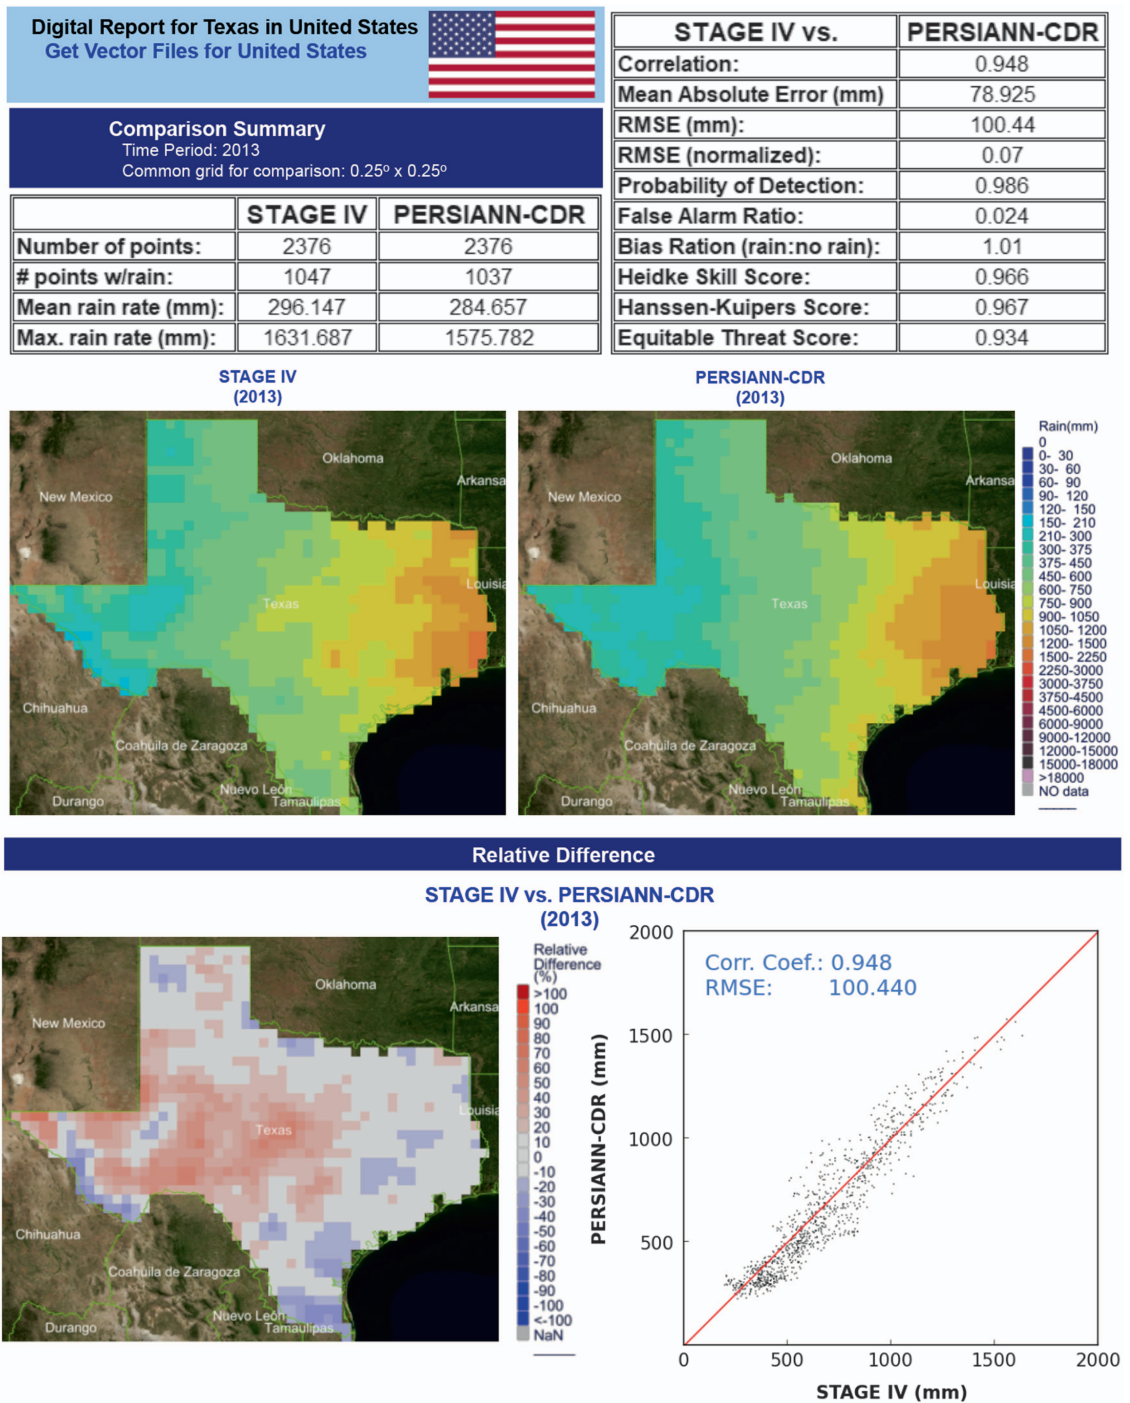 Digital Report for Texas in United States
Get Vector Files for United States
Comparison Summary
Time Period: 2013
Common grid for comparison: 0.25º x 0.25º
STAGE IV PERSIANN-CDR
Number of points: 2376 2376
# points w/rain: 1047 1037
Mean rain rate (mm): 296.147 284.657
Max. rain rate (mm): 1631.687 1575.782
STAGE IV vs. PERSIANN-CDR
Correlation: 0.948
Mean Absolute Error (mm) 78.925
RMSE (mm): 100.44
RMSE (normalized): 0.07
Probability of Detection: 0.986
False Alarm Ratio: 0.024
Bias Ration (rain:no rain): 1.01
Heidke Skill Score: 0.966
Hanssen-Kuipers Score: 0.967
Equitable Threat Score: 0.934
STAGE IV
(2013)
Oklahoma
Arkansa
New Mexico
Louisia
Texas
Chihuahua
Coahuila de Zaragoza
Nuevo León
Durango
Tamaulipas
PERSIANN-CDR
(2013)
Oklahoma
Arkansa
New Mexico
Louisia
Texas
Chihuahua
Coahuila de Zaragoza
Nuevo León
Durango
Tamaulipas
Rain(mm)
0
0- 30
30- 60
60- 90
90- 120
120- 150
150- 210
210- 300
300- 375
375- 450
450- 600
600- 750
750- 900
900- 1050
1050- 1200
1200- 1500
1500- 2250
2250-3000
3000-3750
3750-4500
4500-6000
6000-9000
9000-12000
12000-15000
15000-18000
>18000
NO data
Relative Difference
STAGE IV vs. PERSIANN-CDR
(2013)
Oklahoma
Arkansa
New Mexico
Louisia
Texas
Chihuahua
Coahuila de Zaragoza
Nuevo León
Durango
Tamaulipas
Relative
Difference
(%)
>100
100
90
80
70
60
50
40
30
20
10
0
-10
-20
-30
-40
-50
-60
-70
-80
-90
-100
<-100
NaN
Corr. Coef.: 0.948
RMSE: 100.440
PERSIANN-CDR (mm)
2000
1500
1000
500
0 500 1000 1500 2000
STAGE IV (mm)